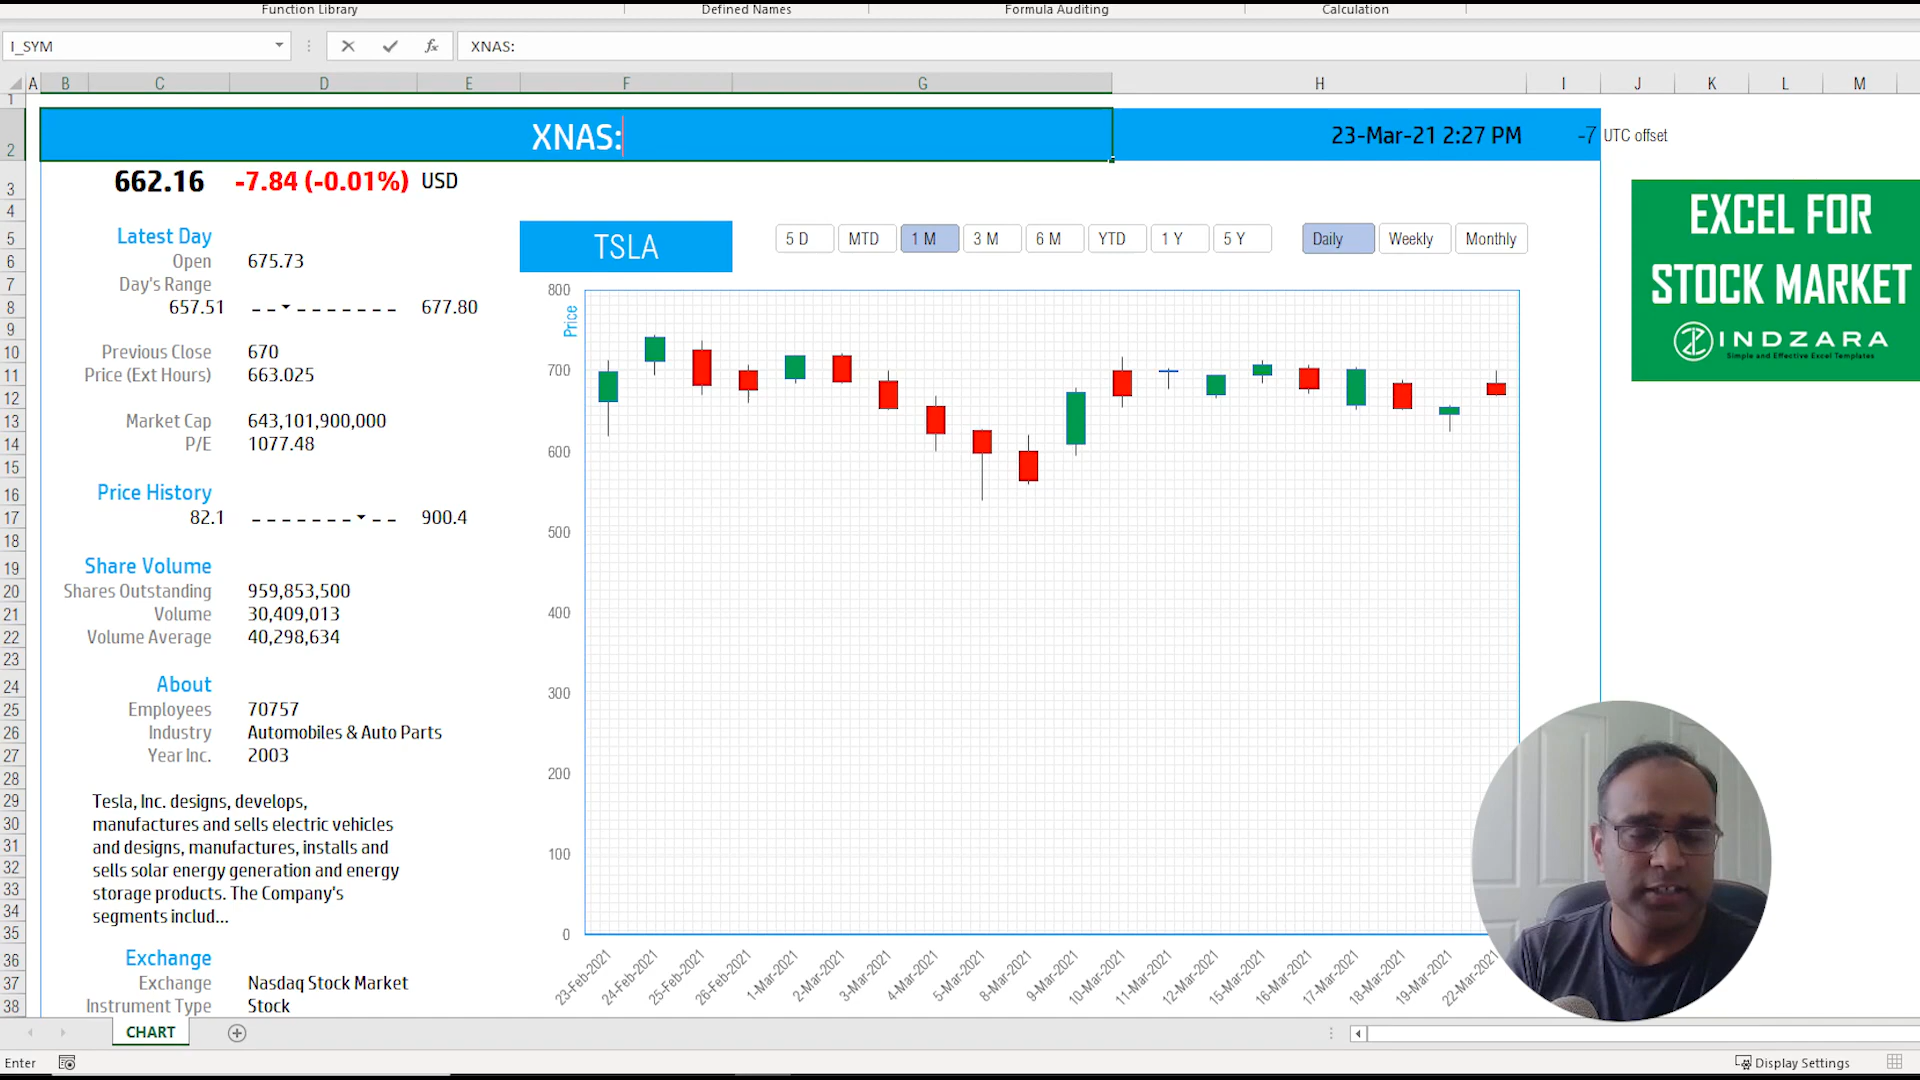 Function Library Defined Names Formula Auditing Calculation
I_SYM fx XNAS:
A B C D E F G H I J K L M
1
2 XNAS: 23-Mar-21 2:27 PM -7 UTC offset
3 662.16 -7.84 (-0.01%) USD
4
5 Latest Day TSLA 5 D MTD 1 M 3 M 6 M YTD 1 Y 5 Y Daily Weekly Monthly
6 Open 675.73
7 Day's Range
8 657.51 677.80
9
10 Previous Close 670
11 Price (Ext Hours) 663.025
12
13 Market Cap 643,101,900,000
14 P/E 1077.48
15
16 Price History
17 82.1 900.4
18
19 Share Volume
20 Shares Outstanding 959,853,500
21 Volume 30,409,013
22 Volume Average 40,298,634
23
24 About
25 Employees 70757
26 Industry Automobiles & Auto Parts
27 Year Inc. 2003
28
29 Tesla, Inc. designs, develops,
30 manufactures and sells electric vehicles
31 and designs, manufactures, installs and
32 sells solar energy generation and energy
33 storage products. The Company's
34 segments includ...
35
36 Exchange
37 Exchange Nasdaq Stock Market
38 Instrument Type Stock
Price
800
700
600
500
400
300
200
100
0
23-Feb-2021 24-Feb-2021 25-Feb-2021 26-Feb-2021 1-Mar-2021 2-Mar-2021 3-Mar-2021 4-Mar-2021 5-Mar-2021 8-Mar-2021 9-Mar-2021 10-Mar-2021 11-Mar-2021 12-Mar-2021 15-Mar-2021 16-Mar-2021 17-Mar-2021 18-Mar-2021 19-Mar-2021 22-Mar-2021
EXCEL FOR
STOCK MARKET
INDZARA
Simple and Effective Excel Templates
CHART
Enter Display Settings